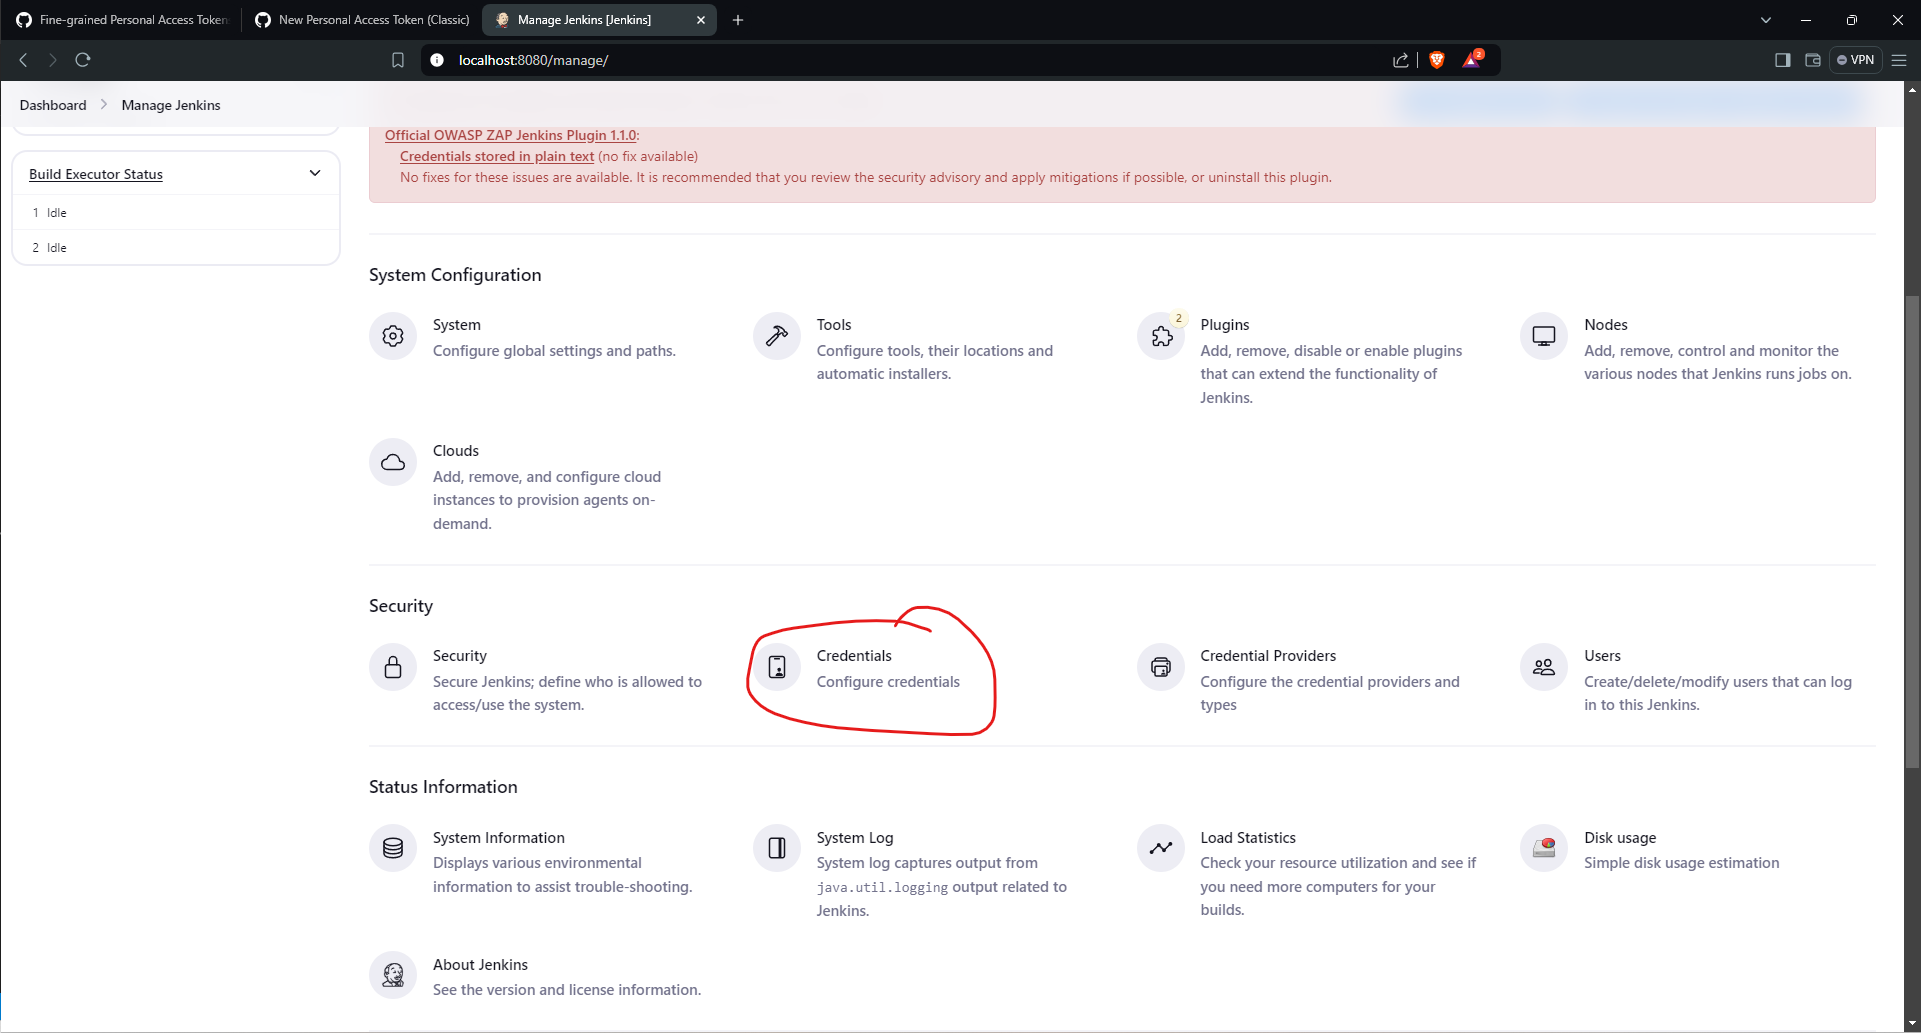 Fine-grained Personal Access Token
New Personal Access Token (Classic)
Manage Jenkins [Jenkins]
localhost:8080/manage/
2
VPN
Dashboard
Manage Jenkins
Official OWASP ZAP Jenkins Plugin 1.1.0:
Credentials stored in plain text (no fix available)
No fixes for these issues are available. It is recommended that you review the security advisory and apply mitigations if possible, or uninstall this plugin.
Build Executor Status
1 Idle
2 Idle
System Configuration
System
Configure global settings and paths.
Tools
Configure tools, their locations and
automatic installers.
2
Plugins
Add, remove, disable or enable plugins
that can extend the functionality of
Jenkins.
Nodes
Add, remove, control and monitor the
various nodes that Jenkins runs jobs on.
Clouds
Add, remove, and configure cloud
instances to provision agents on-
demand.
Security
Security
Secure Jenkins; define who is allowed to
access/use the system.
Credentials
Configure credentials
Credential Providers
Configure the credential providers and
types
Users
Create/delete/modify users that can log
in to this Jenkins.
Status Information
System Information
Displays various environmental
information to assist trouble-shooting.
System Log
System log captures output from
java.util.logging output related to
Jenkins.
Load Statistics
Check your resource utilization and see if
you need more computers for your
builds.
Disk usage
Simple disk usage estimation
About Jenkins
See the version and license information.